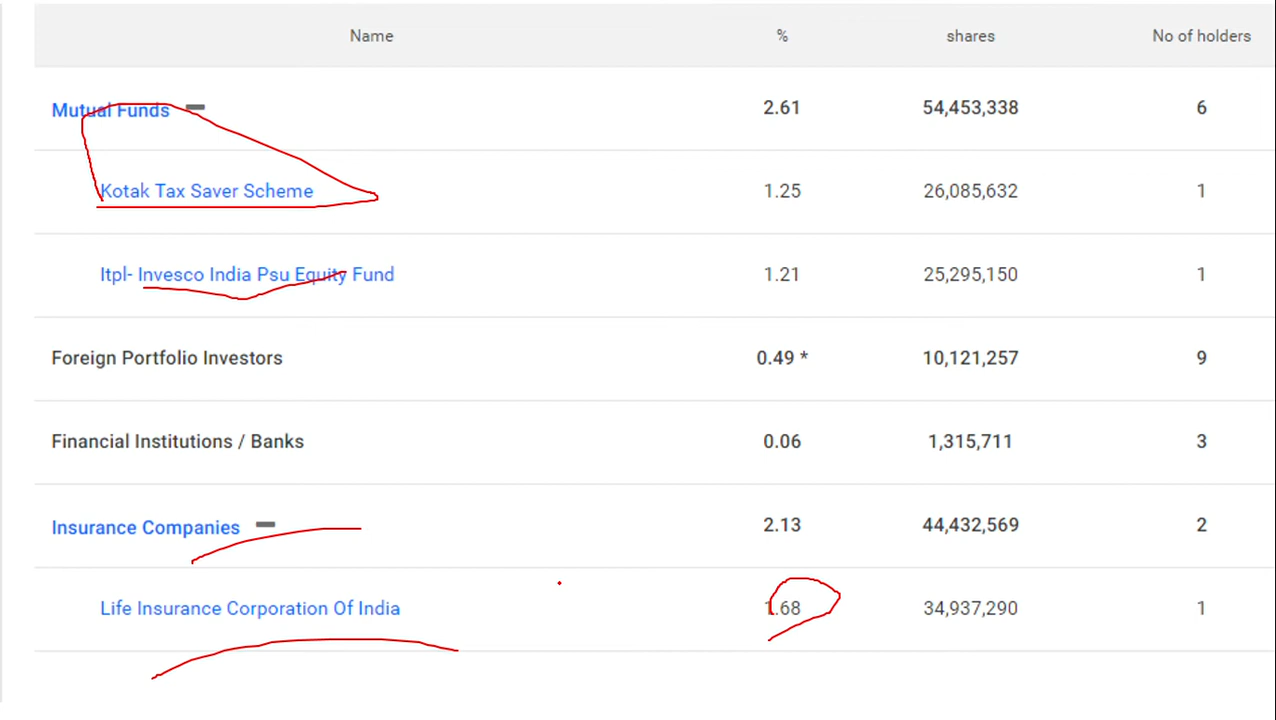 Name % shares No of holders
Mutual Funds 2.61 54,453,338 6
Kotak Tax Saver Scheme 1.25 26,085,632 1
Itpl- Invesco India Psu Equity Fund 1.21 25,295,150 1
Foreign Portfolio Investors 0.49 * 10,121,257 9
Financial Institutions / Banks 0.06 1,315,711 3
Insurance Companies 2.13 44,432,569 2
Life Insurance Corporation Of India 1.68 34,937,290 1